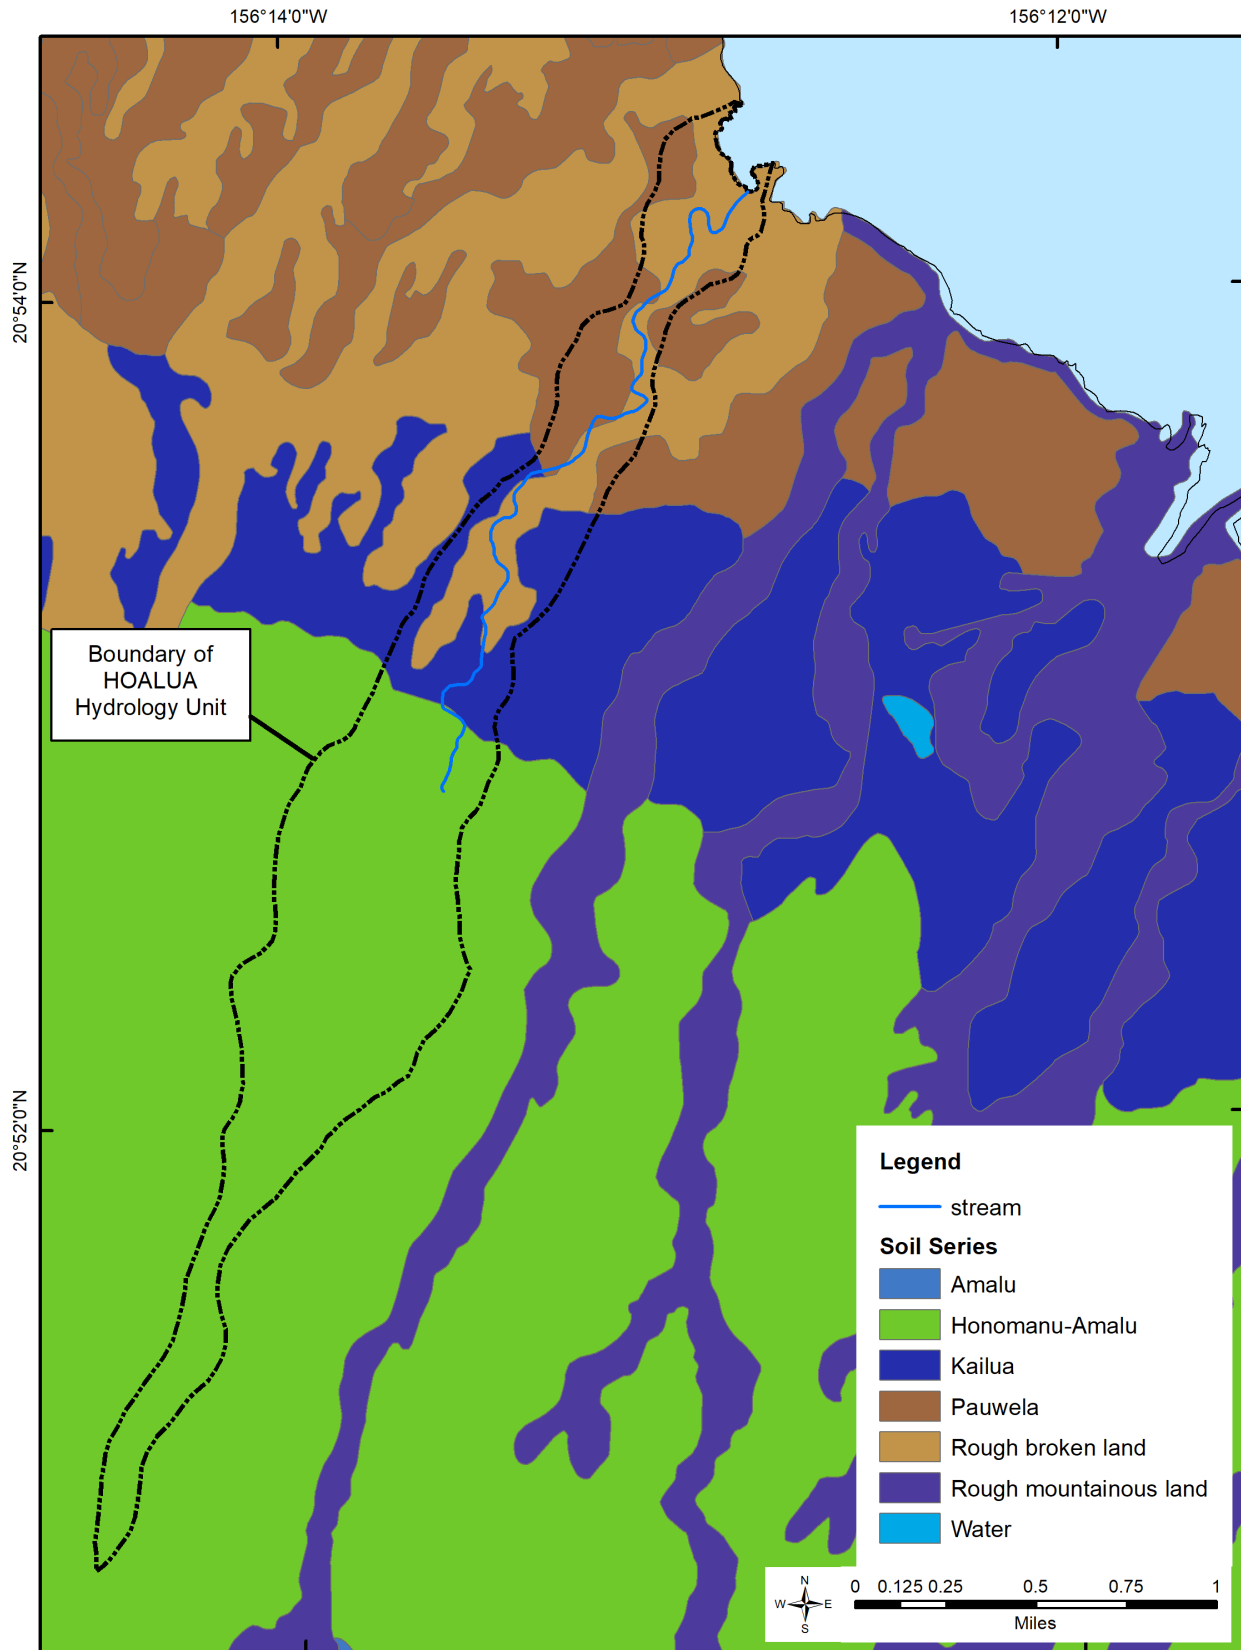 156°14'0"W
156°12'0"W
20°54'0"N
Boundary of
HOALUA
Hydrology Unit
20°52'0"N
Legend
stream
Soil Series
Amalu
Honomanu-Amalu
Kailua
Pauwela
Rough broken land
Rough mountainous land
Water
N
W
E
S
0 0.125 0.25 0.5 0.75 1
Miles